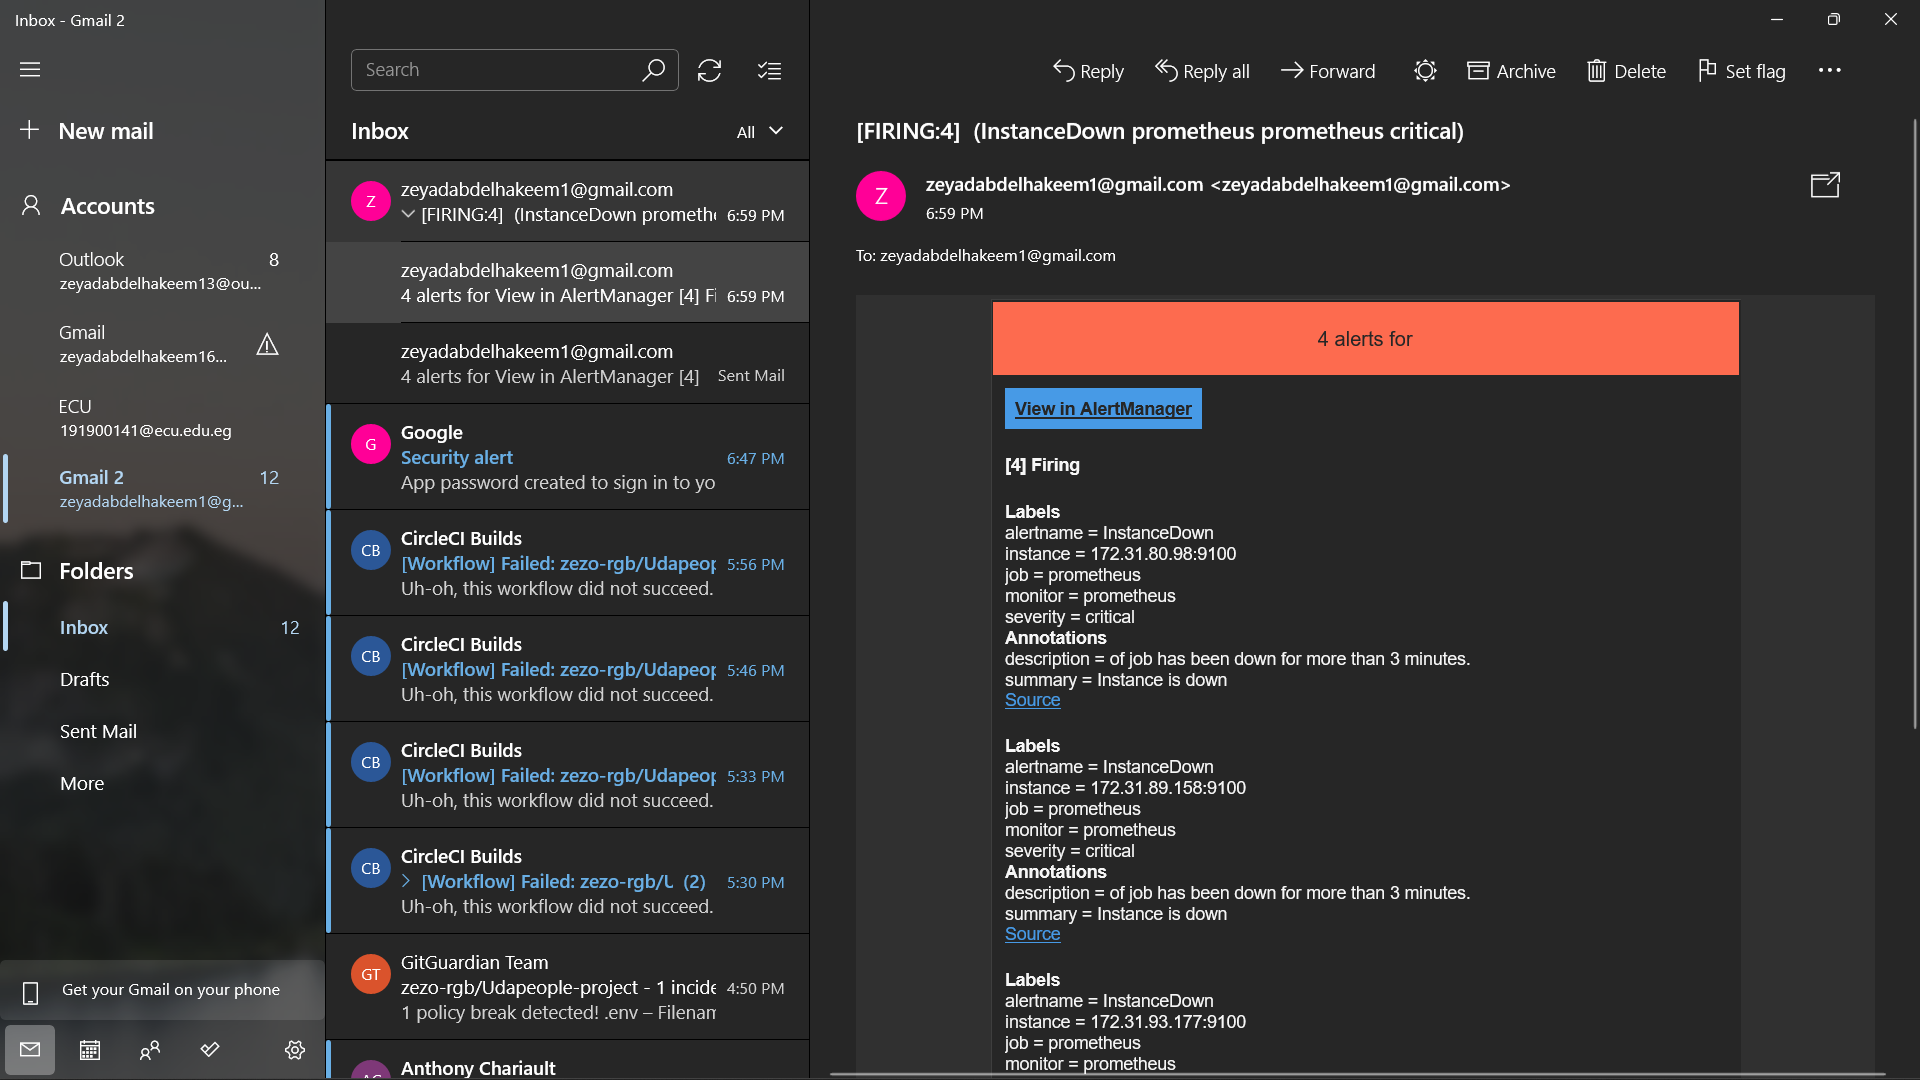 Inbox - Gmail 2
New mail
Accounts
Outlook 8
zeyadabdelhakeem13@ou...
Gmail
zeyadabdelhakeem16...
ECU
191900141@ecu.edu.eg
Gmail 2 12
zeyadabdelhakeem1@g...
Folders
Inbox 12
Drafts
Sent Mail
More
Get your Gmail on your phone
Search
Inbox All
Z
zeyadabdelhakeem1@gmail.com
[FIRING:4] (InstanceDown prometh 6:59 PM
zeyadabdelhakeem1@gmail.com
4 alerts for View in AlertManager [4] Fi 6:59 PM
zeyadabdelhakeem1@gmail.com
4 alerts for View in AlertManager [4] Sent Mail
G
Google
Security alert 6:47 PM
App password created to sign in to yo
CB
CircleCI Builds
[Workflow] Failed: zezo-rgb/Udapeop 5:56 PM
Uh-oh, this workflow did not succeed.
CB
CircleCI Builds
[Workflow] Failed: zezo-rgb/Udapeop 5:46 PM
Uh-oh, this workflow did not succeed.
CB
CircleCI Builds
[Workflow] Failed: zezo-rgb/Udapeop 5:33 PM
Uh-oh, this workflow did not succeed.
CB
CircleCI Builds
[Workflow] Failed: zezo-rgb/U (2) 5:30 PM
Uh-oh, this workflow did not succeed.
GT
GitGuardian Team
zezo-rgb/Udapeople-project - 1 incide 4:50 PM
1 policy break detected! .env – Filenam
AC
Anthony Chariault
Reply Reply all Forward Archive Delete Set flag
[FIRING:4] (InstanceDown prometheus prometheus critical)
Z
zeyadabdelhakeem1@gmail.com <zeyadabdelhakeem1@gmail.com>
6:59 PM
To: zeyadabdelhakeem1@gmail.com
4 alerts for
View in AlertManager
[4] Firing
Labels
alertname = InstanceDown
instance = 172.31.80.98:9100
job = prometheus
monitor = prometheus
severity = critical
Annotations
description = of job has been down for more than 3 minutes.
summary = Instance is down
Source
Labels
alertname = InstanceDown
instance = 172.31.89.158:9100
job = prometheus
monitor = prometheus
severity = critical
Annotations
description = of job has been down for more than 3 minutes.
summary = Instance is down
Source
Labels
alertname = InstanceDown
instance = 172.31.93.177:9100
job = prometheus
monitor = prometheus